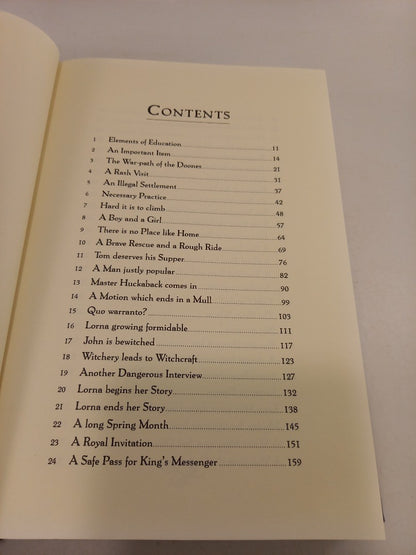 CONTENTS
1 Elements of Education 11
2 An Important Item 14
3 The War-path of the Doones 21
4 A Rash Visit 31
5 An Illegal Settlement 37
6 Necessary Practice 42
7 Hard it is to climb 48
8 A Boy and a Girl 57
9 There is no Place like Home 64
10 A Brave Rescue and a Rough Ride 69
11 Tom deserves his Supper 76
12 A Man justly popular 82
13 Master Huckaback comes in 90
14 A Motion which ends in a Mull 99
15 Quo warranto? 103
16 Lorna growing formidable 111
17 John is bewitched 117
18 Witchery leads to Witchcraft 123
19 Another Dangerous Interview 127
20 Lorna begins her Story 132
21 Lorna ends her Story 138
22 A long Spring Month 145
23 A Royal Invitation 151
24 A Safe Pass for King's Messenger 159